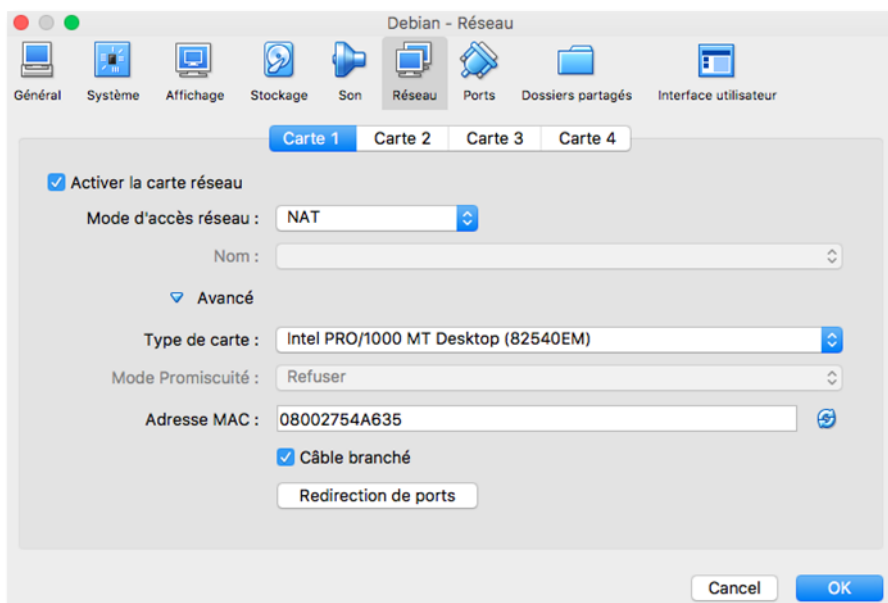 Debian - Réseau
Général Système Affichage Stockage Son Réseau Ports Dossiers partagés Interface utilisateur
Carte 1 Carte 2 Carte 3 Carte 4
Activer la carte réseau
Mode d'accès réseau : NAT
Nom :
Avancé
Type de carte : Intel PRO/1000 MT Desktop (82540EM)
Mode Promiscuité : Refuser
Adresse MAC : 08002754A635
Câble branché
Redirection de ports
Cancel OK